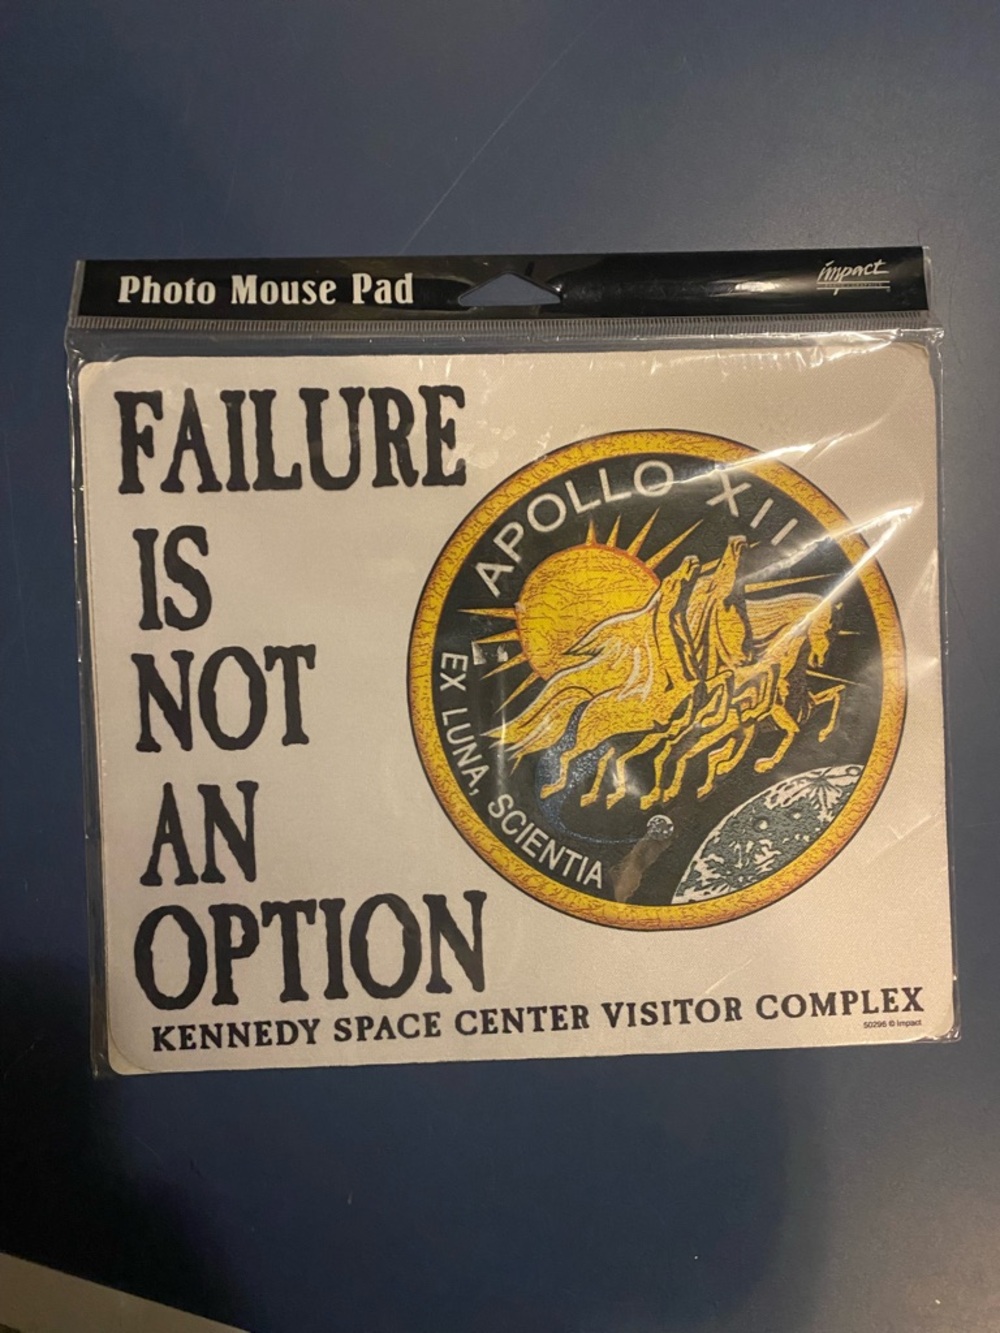 Photo Mouse Pad
impact
FAILURE
IS
NOT
AN
OPTION
APOLLO XIII
EX LUNA, SCIENTIA
KENNEDY SPACE CENTER VISITOR COMPLEX
50296 © Impact